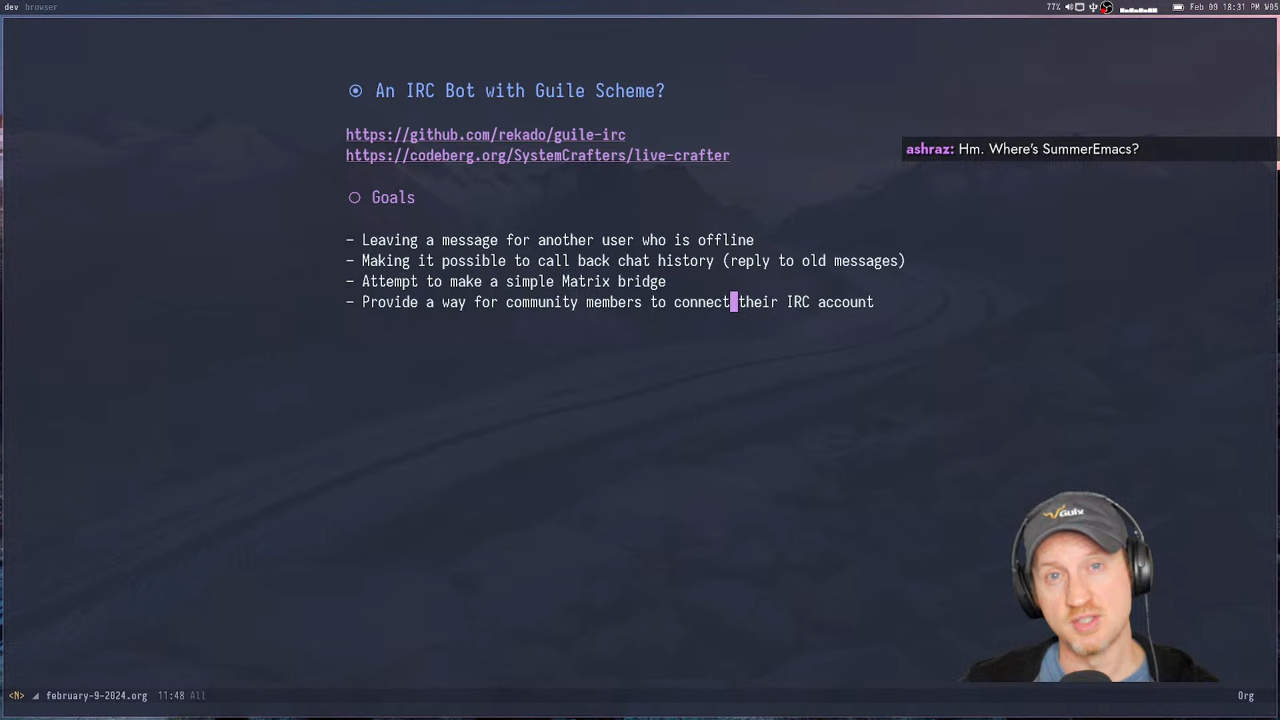 dev browser
77% Feb 09 18:31 PM W05
An IRC Bot with Guile Scheme?
https://github.com/rekado/guile-irc
https://codeberg.org/SystemCrafters/live-crafter
ashraz: Hm. Where's SummerEmacs?
Goals
- Leaving a message for another user who is offline
- Making it possible to call back chat history (reply to old messages)
- Attempt to make a simple Matrix bridge
- Provide a way for community members to connect their IRC account
Guix
<N> february-9-2024.org 11:48 All
Org